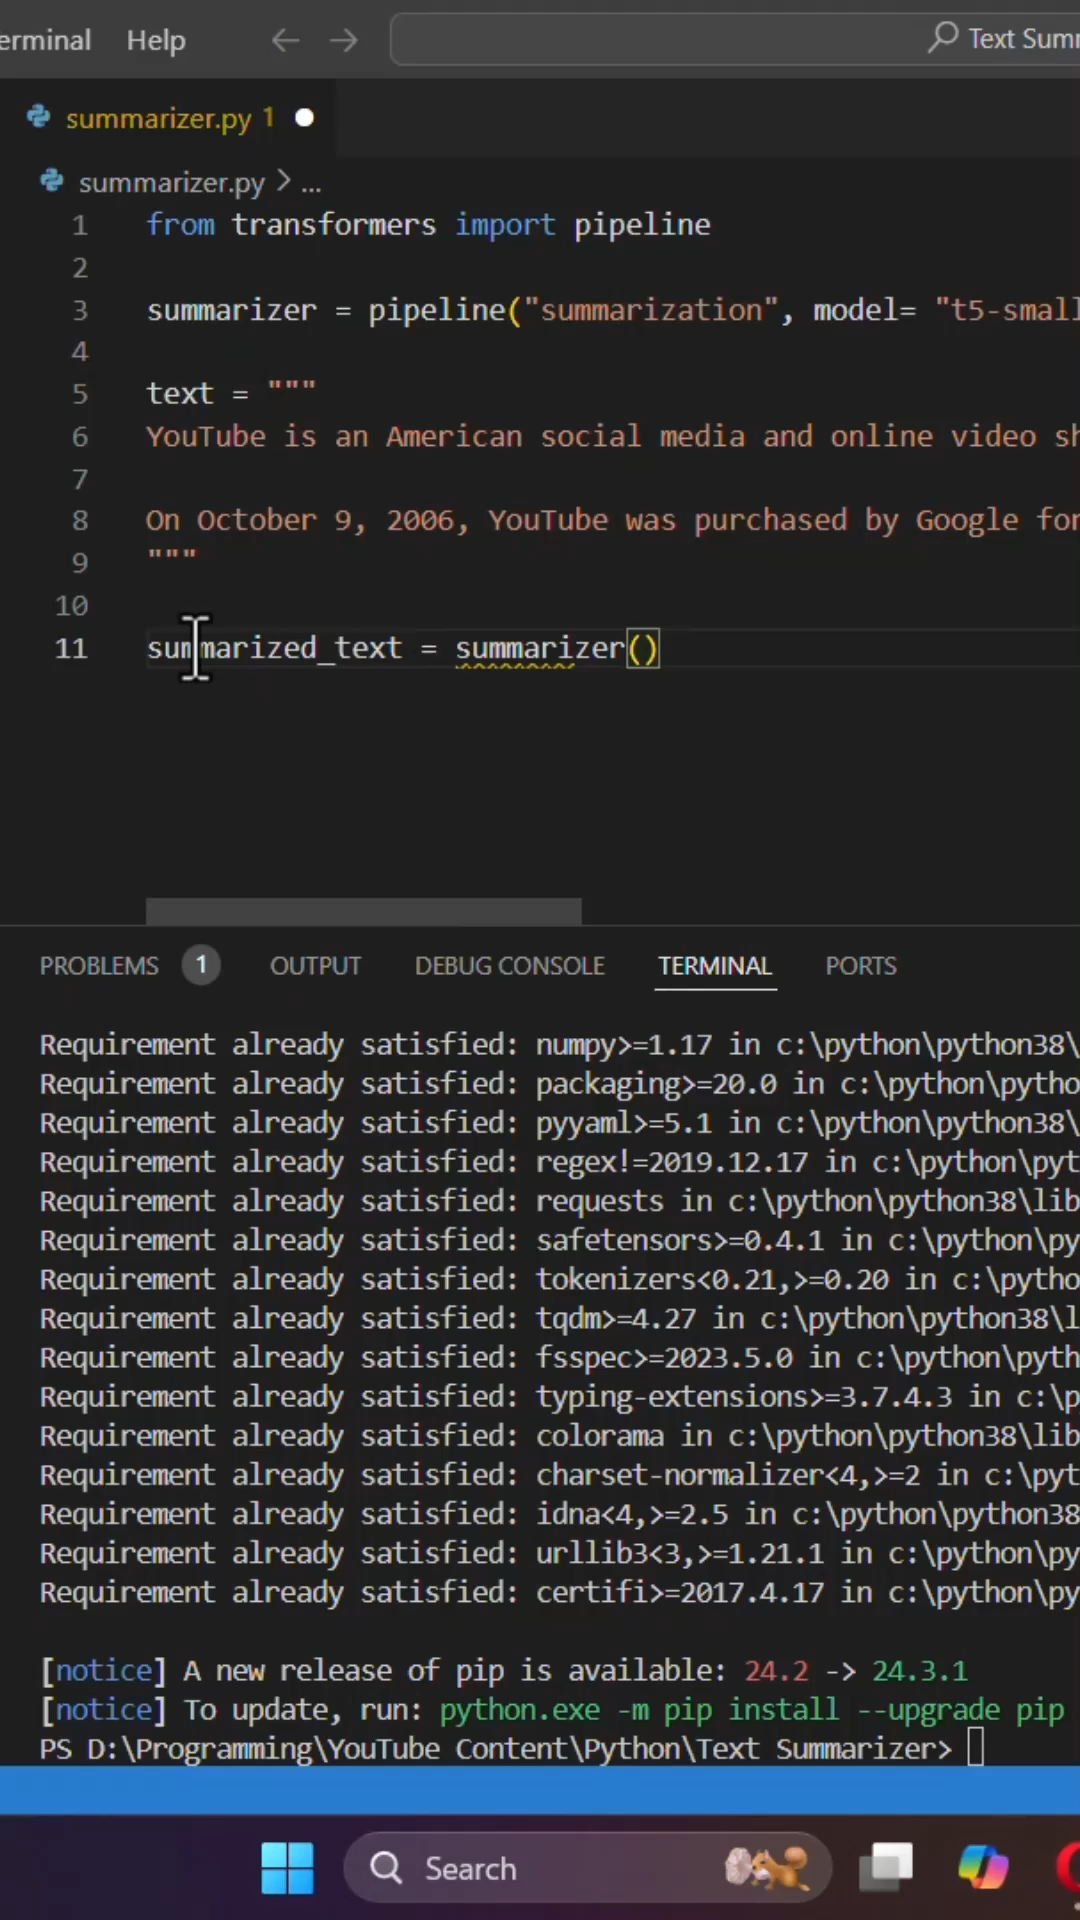 Help
Text
summarizer.py 1
summarizer.py > ...
1 from transformers import pipeline
2
3 summarizer = pipeline("summarization", model= "t5-small
4
5 text = """
6 YouTube is an American social media and online video
7
8 On October 9, 2006, YouTube was purchased by Google for
9 """
10
11 summarized_text = summarizer()
PROBLEMS 1 OUTPUT DEBUG CONSOLE TERMINAL PORTS
Requirement already satisfied: numpy>=1.17 in c:\python\python38\
Requirement already satisfied: packaging>=20.0 in c:\python\pytho
Requirement already satisfied: pyyaml>=5.1 in c:\python\python38\
Requirement already satisfied: regex!=2019.12.17 in c:\python\pyt
Requirement already satisfied: requests in c:\python\python38\lib
Requirement already satisfied: safetensors>=0.4.1 in c:\python\py
Requirement already satisfied: tokenizers<0.21,>=0.20 in c:\pytho
Requirement already satisfied: tqdm>=4.27 in c:\python\python38\l
Requirement already satisfied: fsspec>=2023.5.0 in c:\python\pyth
Requirement already satisfied: typing-extensions>=3.7.4.3 in c:\p
Requirement already satisfied: colorama in c:\python\python38\lib
Requirement already satisfied: charset-normalizer<4,>=2 in c:\pyt
Requirement already satisfied: idna<4,>=2.5 in c:\python\python38
Requirement already satisfied: urllib3<3,>=1.21.1 in c:\python\py
Requirement already satisfied: certifi>=2017.4.17 in c:\python\py
[notice] A new release of pip is available: 24.2 -> 24.3.1
[notice] To update, run: python.exe -m pip install --upgrade pip
PS D:\Programming\YouTube Content\Python\Text Summarizer>
Search